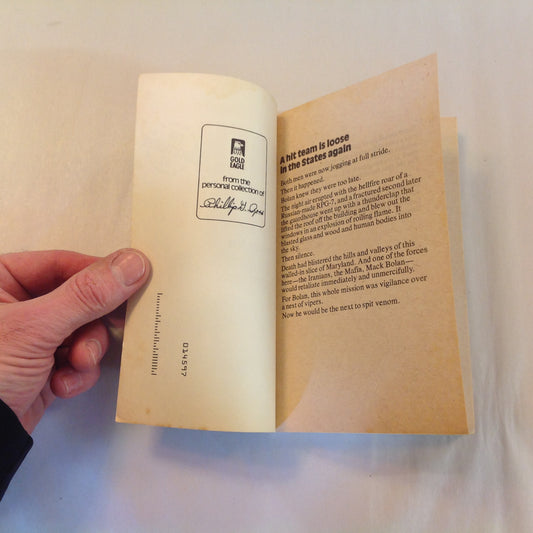 GOLD
EAGLE
from the
personal collection of
Phillip G.
014597
A hit team is loose
in the States again
Both men were now jogging at full stride.
Then it happened.
Bolan knew they were too late.
The night air erupted with the hellfire roar of a
Russian-made RPG-7, and a fractured second later
the guardhouse went up with a thunderclap that
lifted the roof off the building and blew out the
windows in an explosion of roiling flame. It
blasted glass and wood and human bodies into
the sky.
Then silence.
Death had blistered the hills and valleys of this
walled-in slice of Maryland. And one of the forces
here—the Iranians, the Mafia, Mack Bolan—
would retaliate immediately and unmercifully.
For Bolan, this whole mission was vigilance over
a nest of vipers.
Now he would be the next to spit venom.